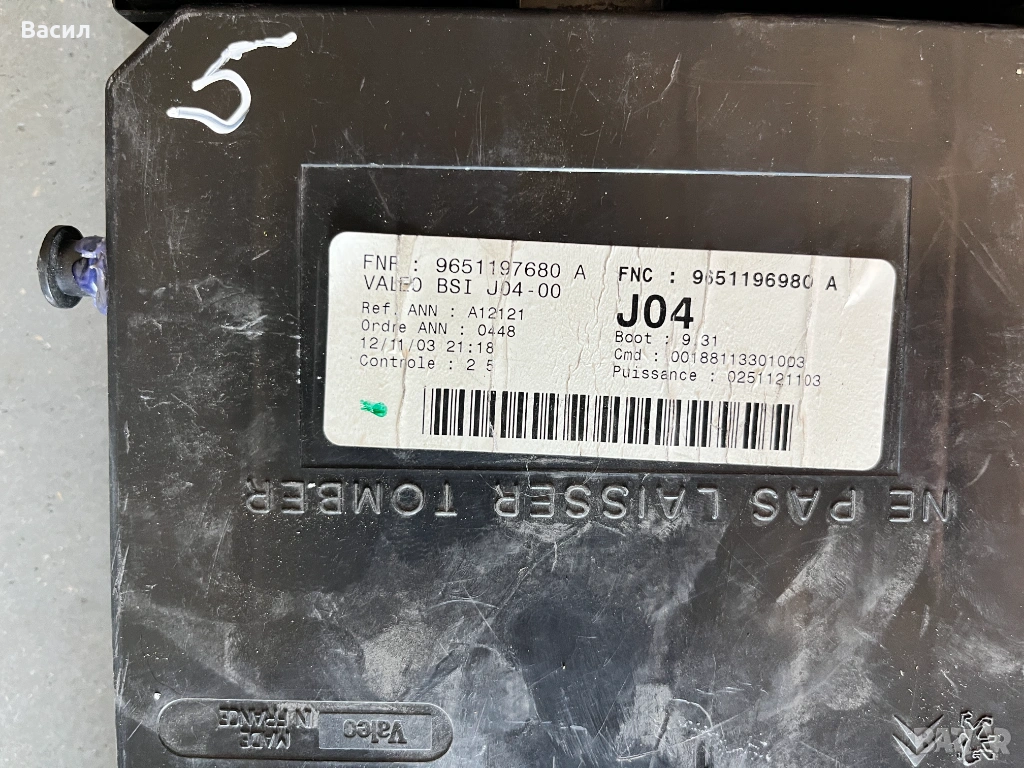 Васил
5
FNR : 9651197680 A
VALEO BSI J04-00
Ref. ANN : A12121
Ordre ANN : 0448
12/11/03 21:18
Controle : 2 5
FNC : 9651196980 A
J04
Boot : 9.31
Cmd : 00188113301003
Puissance : 0251121103
NE PAS LAISSER TOMBER
Valeo
MADE
IN FRANCE
BAZAR